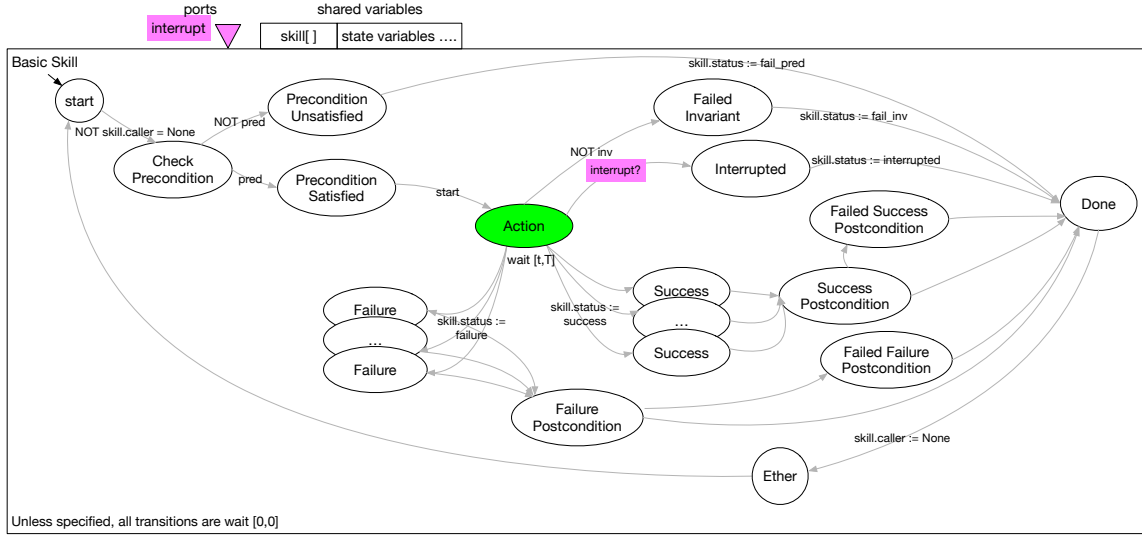 ports
shared variables
interrupt
skill[ ]
state variables ….
Basic Skill
start
skill.status := fail_pred
Precondition
Unsatisfied
Failed
Invariant
skill.status := fail_inv
NOT pred
NOT skill.caller = None
Check
Precondition
NOT inv
interrupt?
Interrupted
skill.status := interrupted
pred
Precondition
Satisfied
start
Action
wait [t,T]
Failed Success
Postcondition
Done
Success
...
Success
skill.status :=
success
Success
Postcondition
Failure
...
Failure
skill.status :=
failure
Failed Failure
Postcondition
Failure
Postcondition
skill.caller := None
Ether
Unless specified, all transitions are wait [0,0]